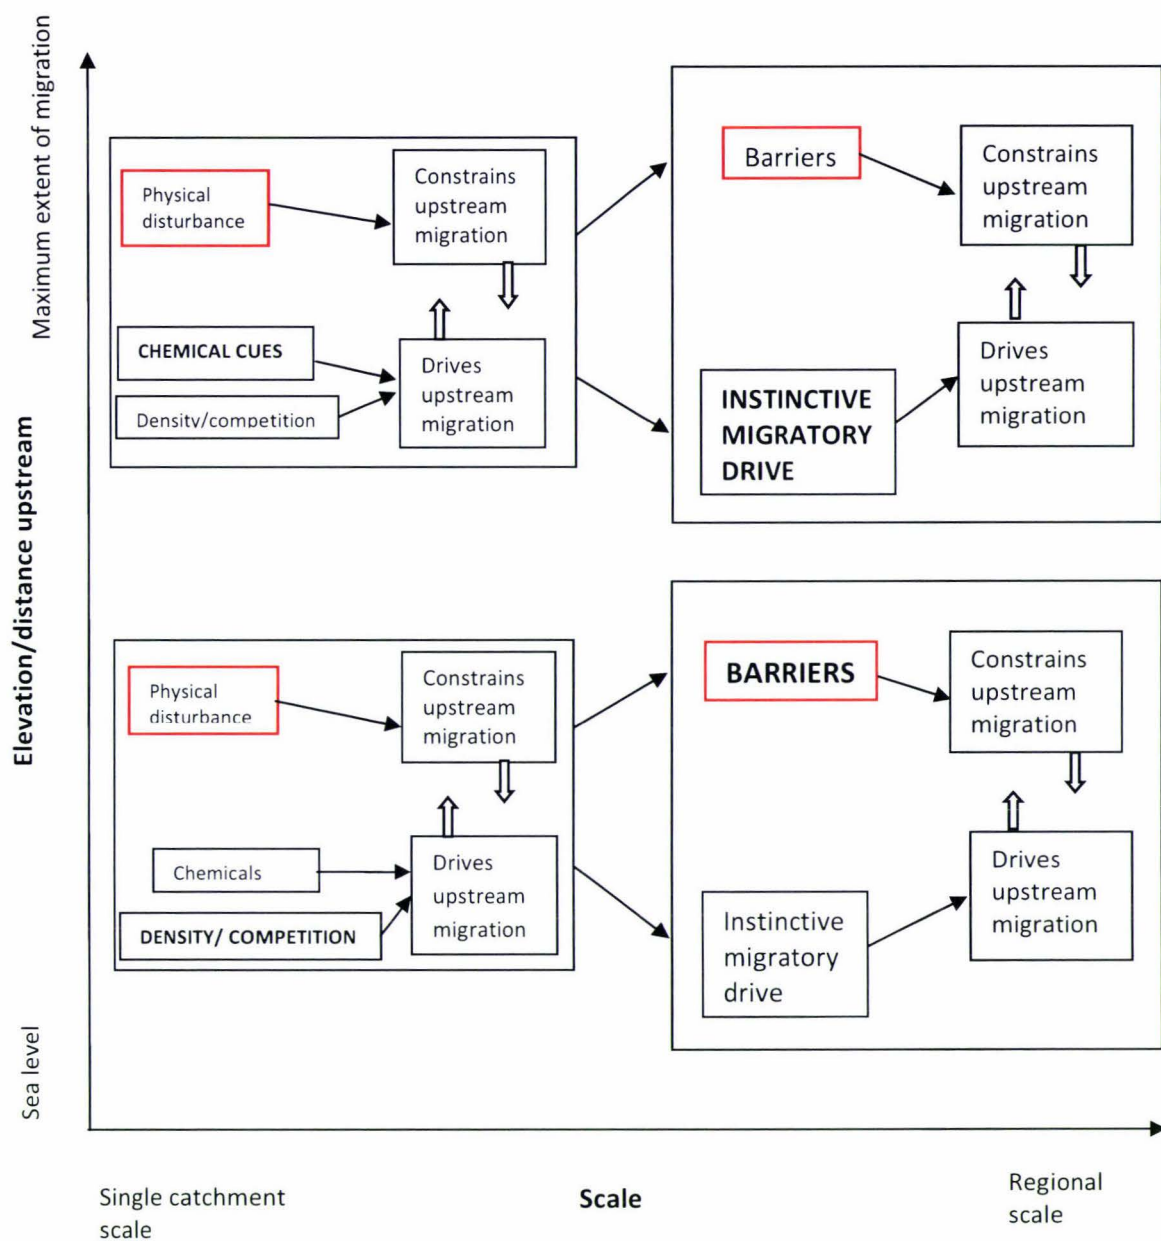 Maximum extent of migration
Elevation/distance upstream
Sea level
Physical
disturbance
Constrains
upstream
migration
CHEMICAL CUES
Density/competition
Drives
upstream
migration
Barriers
Constrains
upstream
migration
INSTINCTIVE
MIGRATORY
DRIVE
Drives
upstream
migration
Physical
disturbance
Constrains
upstream
migration
Chemicals
DENSITY/ COMPETITION
Drives
upstream
migration
BARRIERS
Constrains
upstream
migration
Instinctive
migratory
drive
Drives
upstream
migration
Single catchment
scale
Scale
Regional
scale